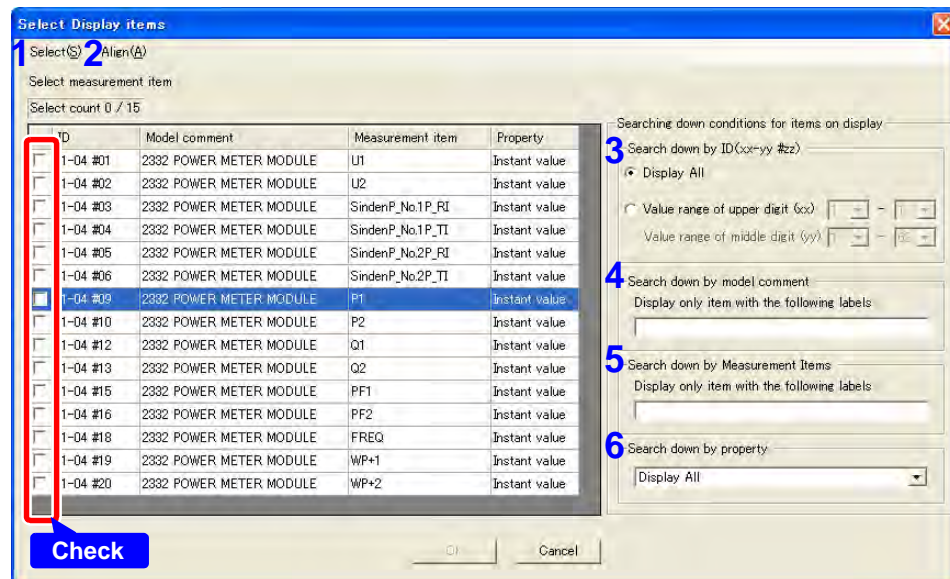 Select Display items
1 Select(S) 2 Align(A)
Select measurement item
Select count 0 / 15
ID Model comment Measurement item Property
1-04 #01 2332 POWER METER MODULE U1 Instant value
1-04 #02 2332 POWER METER MODULE U2 Instant value
1-04 #03 2332 POWER METER MODULE SindenP_No.1P_RI Instant value
1-04 #04 2332 POWER METER MODULE SindenP_No.1P_TI Instant value
1-04 #05 2332 POWER METER MODULE SindenP_No.2P_RI Instant value
1-04 #06 2332 POWER METER MODULE SindenP_No.2P_TI Instant value
1-04 #09 2332 POWER METER MODULE P1 Instant value
1-04 #10 2332 POWER METER MODULE P2 Instant value
1-04 #12 2332 POWER METER MODULE Q1 Instant value
1-04 #13 2332 POWER METER MODULE Q2 Instant value
1-04 #15 2332 POWER METER MODULE PF1 Instant value
1-04 #16 2332 POWER METER MODULE PF2 Instant value
1-04 #18 2332 POWER METER MODULE FREQ Instant value
1-04 #19 2332 POWER METER MODULE WP+1 Instant value
1-04 #20 2332 POWER METER MODULE WP+2 Instant value
Check
Searching down conditions for items on display
3 Search down by ID(xx-yy #zz)
Display All
Value range of upper digit (xx) 1 - 1
Value range of middle digit (yy) -
4 Search down by model comment
Display only item with the following labels
5 Search down by Measurement Items
Display only item with the following labels
6 Search down by property
Display All
Cancel